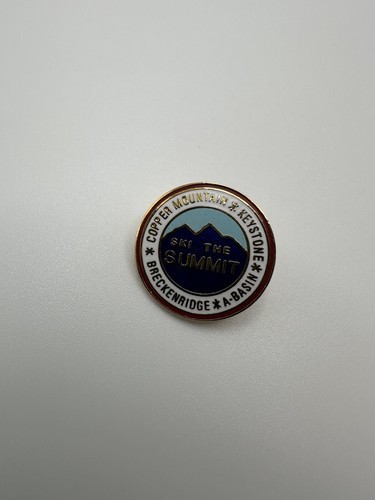 COPPER MOUNTAIN * KEYSTONE * A-BASIN * BRECKENRIDGE *
SKI THE
SUMMIT